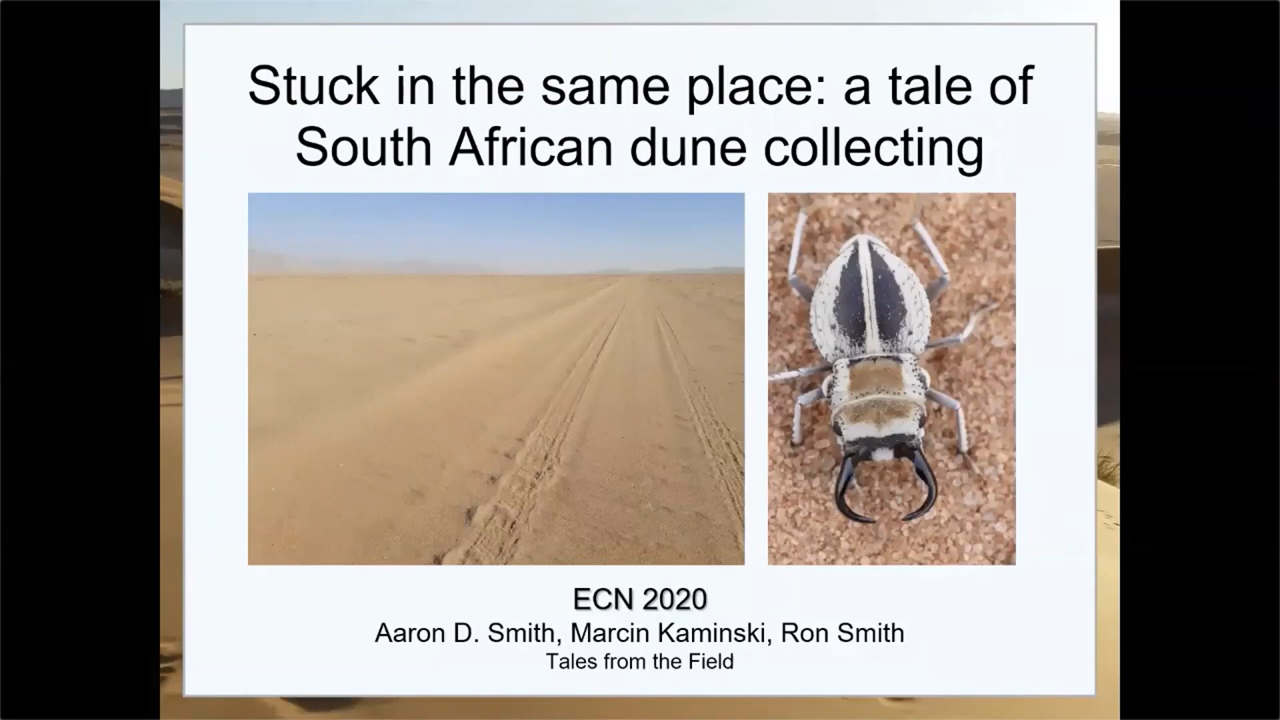 Stuck in the same place: a tale of
South African dune collecting
ECN 2020
Aaron D. Smith, Marcin Kaminski, Ron Smith
Tales from the Field